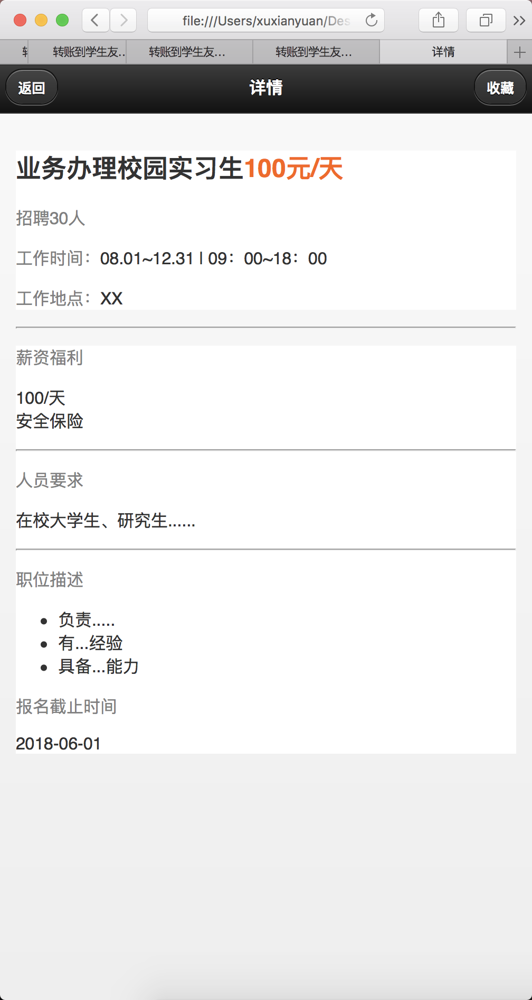 file:///Users/xuxianyuan/Des
转账到学生友... 转账到学生友... 转账到学生友... 详情
返回 详情 收藏
业务办理校园实习生100元/天
招聘30人
工作时间：08.01~12.31 | 09：00~18：00
工作地点：XX
薪资福利
100/天
安全保险
人员要求
在校大学生、研究生......
职位描述
• 负责.....
• 有...经验
• 具备...能力
报名截止时间
2018-06-01